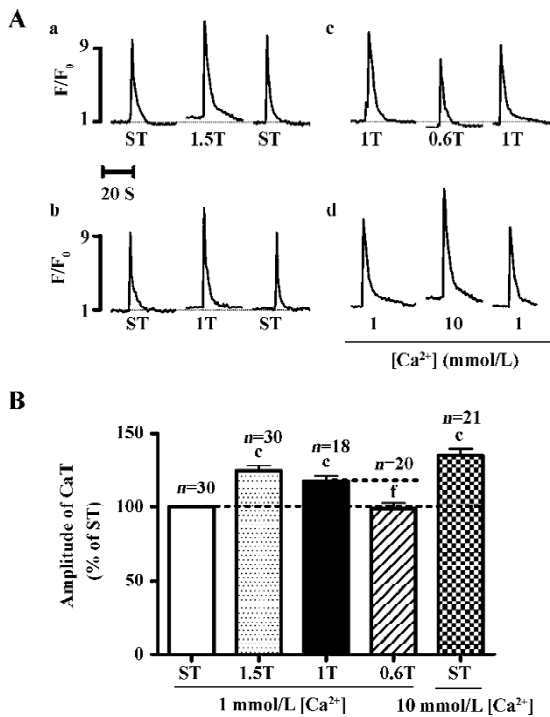 A
a
c
F/F0
9
1
ST 1.5T ST
1T 0.6T 1T
20 S
b
d
F/F0
9
1
ST 1T ST
1 10 1
[Ca2+] (mmol/L)
B
Amplitude of CaT
(% of ST)
150
100
50
0
n=30
n=30
c
n=18
c
n=20
f
n=21
c
ST 1.5T 1T 0.6T ST
1 mmol/L [Ca2+] 10 mmol/L [Ca2+]